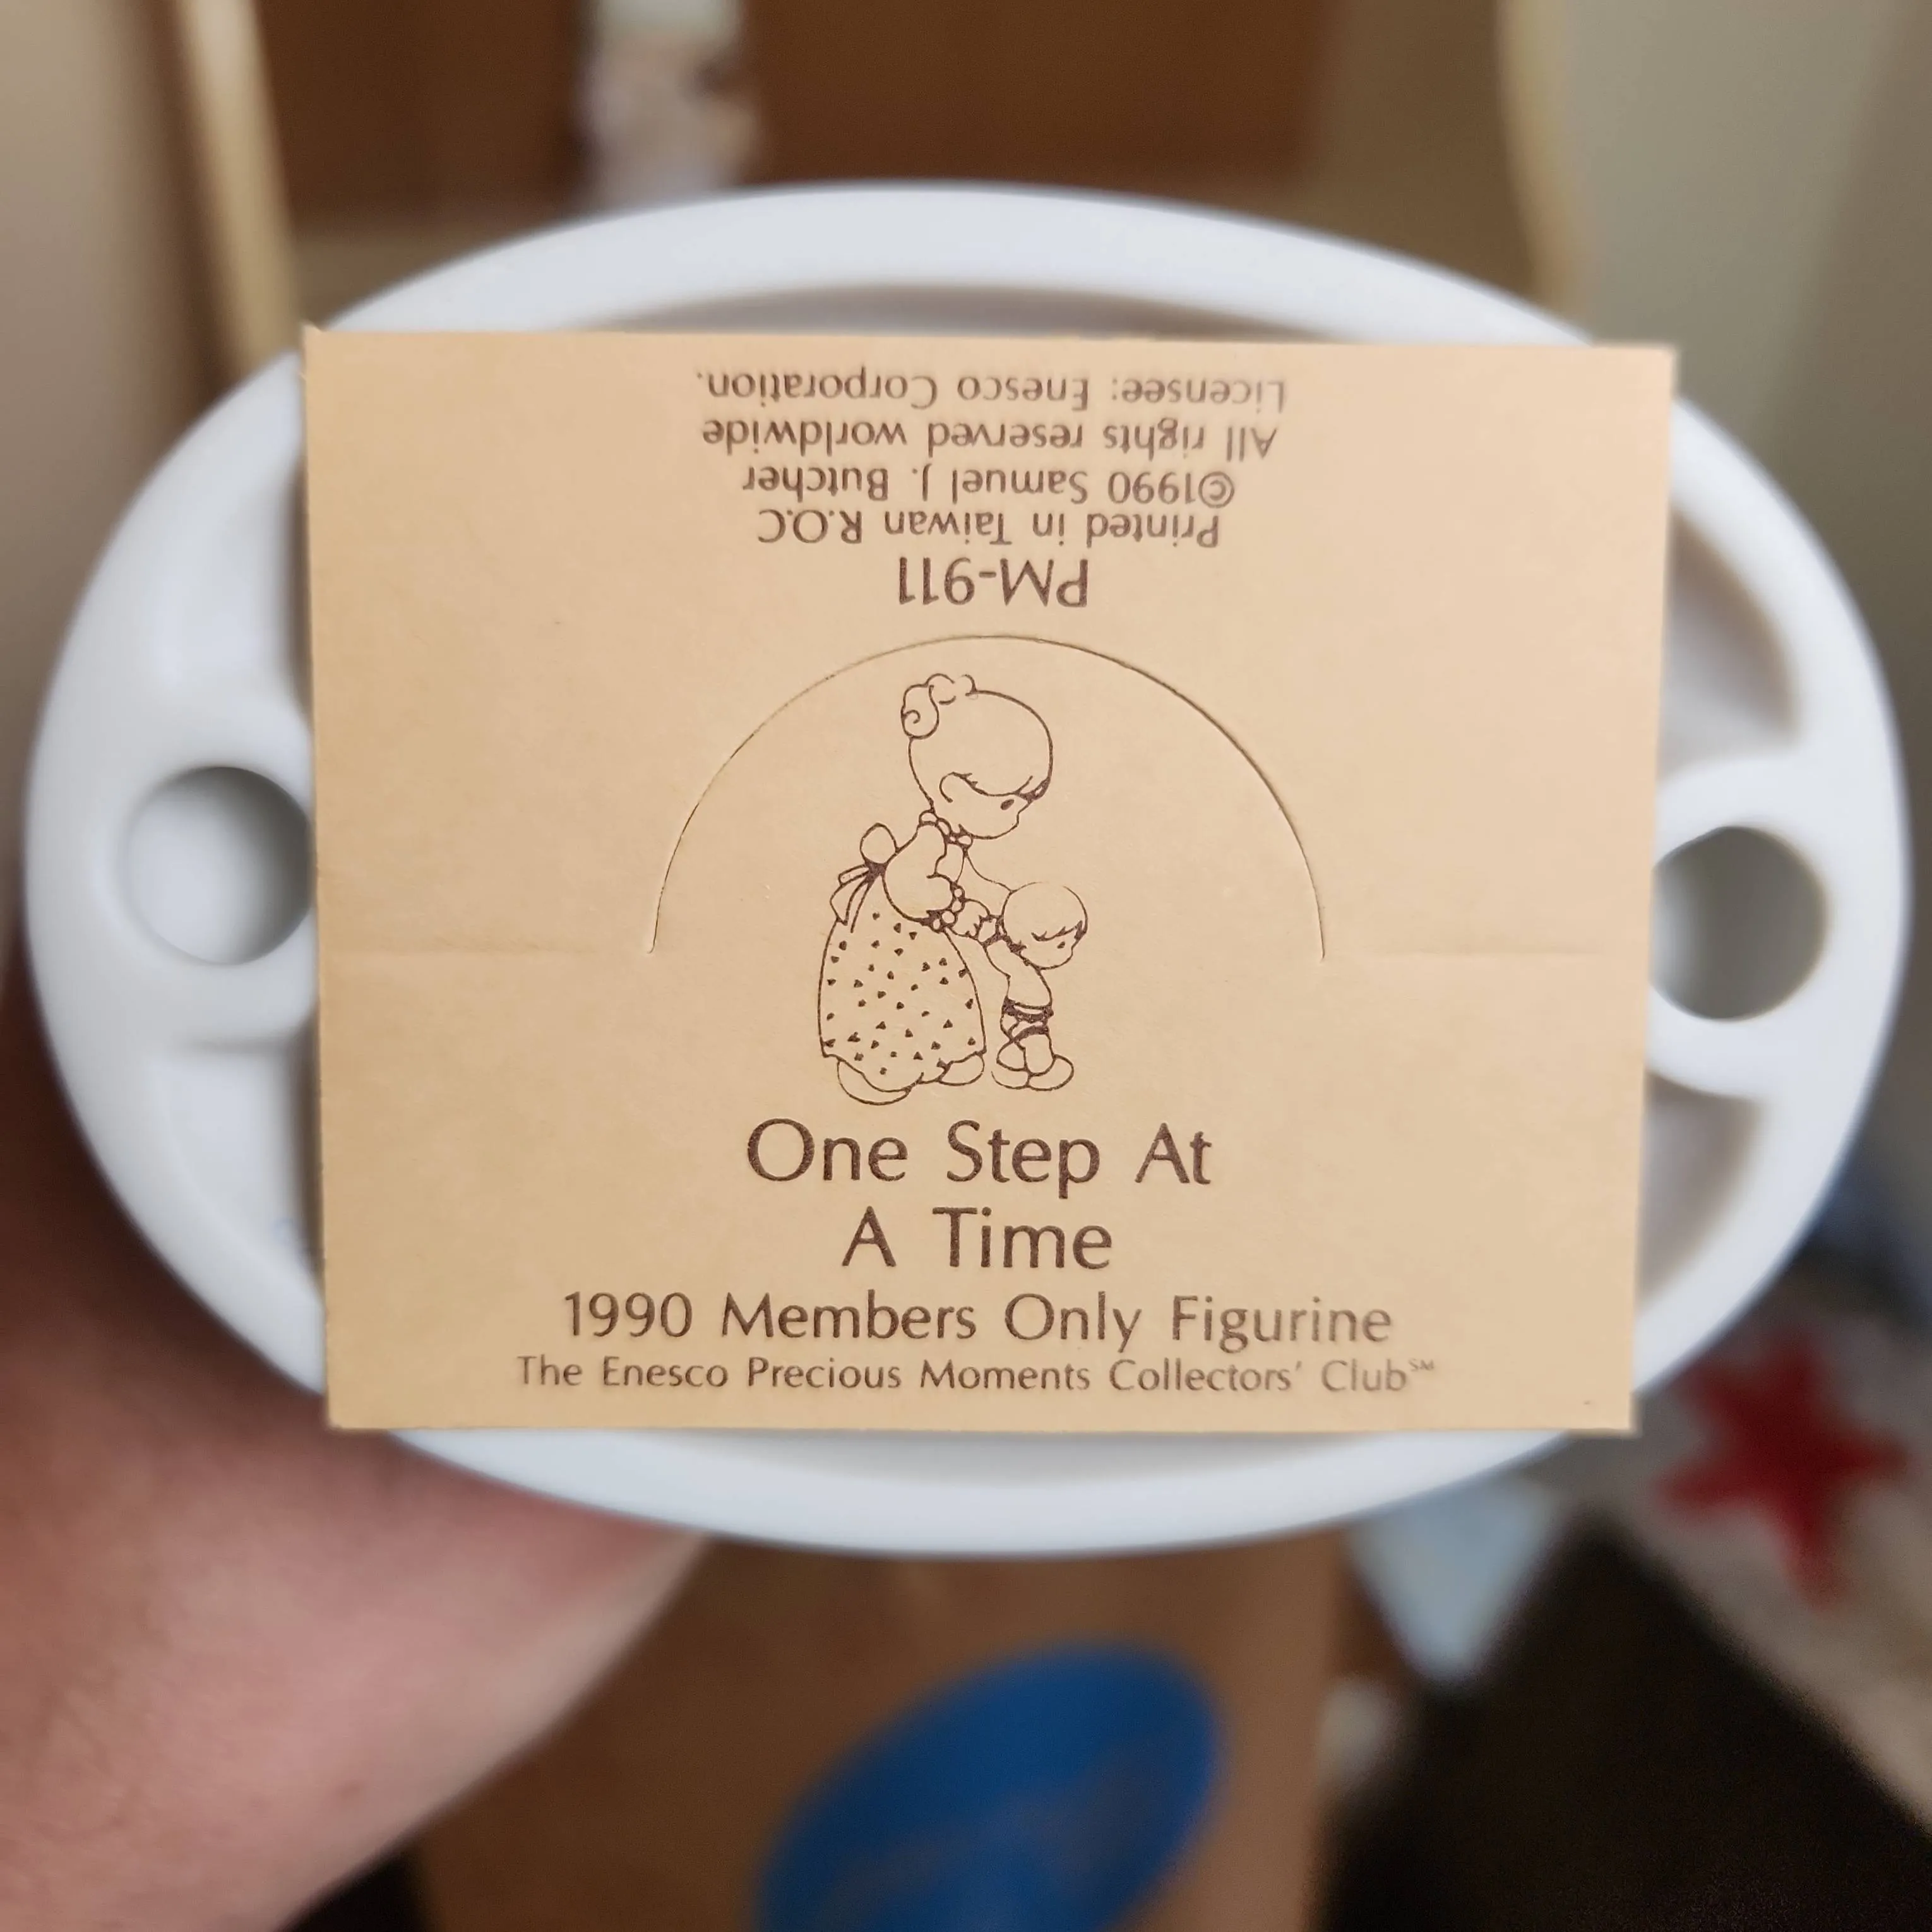 Licensee: Enesco Corporation.
All rights reserved worldwide
©1990 Samuel J. Butcher
Printed in Taiwan R.O.C
PM-911
One Step At
A Time
1990 Members Only Figurine
The Enesco Precious Moments Collectors' Club℠